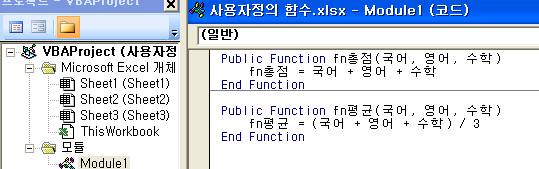 프로젝트 - VBAProject
사용자정의 함수.xlsx - Module1 (코드)
(일반)
VBAProject (사용자정
Microsoft Excel 개체
Sheet1 (Sheet1)
Sheet2 (Sheet2)
Sheet3 (Sheet3)
ThisWorkbook
모듈
Module1
Public Function fn총점(국어, 영어, 수학)
fn총점 = 국어 + 영어 + 수학
End Function
Public Function fn평균(국어, 영어, 수학)
fn평균 = (국어 + 영어 + 수학) / 3
End Function